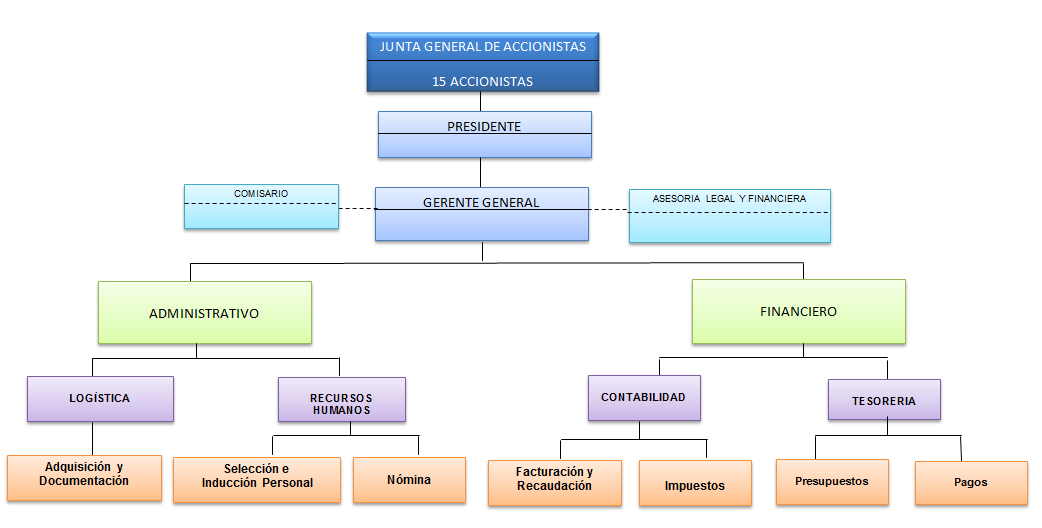 JUNTA GENERAL DE ACCIONISTAS
15 ACCIONISTAS
PRESIDENTE
COMISARIO
GERENTE GENERAL
ASESORIA LEGAL Y FINANCIERA
ADMINISTRATIVO
FINANCIERO
LOGÍSTICA
RECURSOS
HUMANOS
CONTABILIDAD
TESORERIA
Adquisición y
Documentación
Selección e
Inducción Personal
Nómina
Facturación y
Recaudación
Impuestos
Presupuestos
Pagos